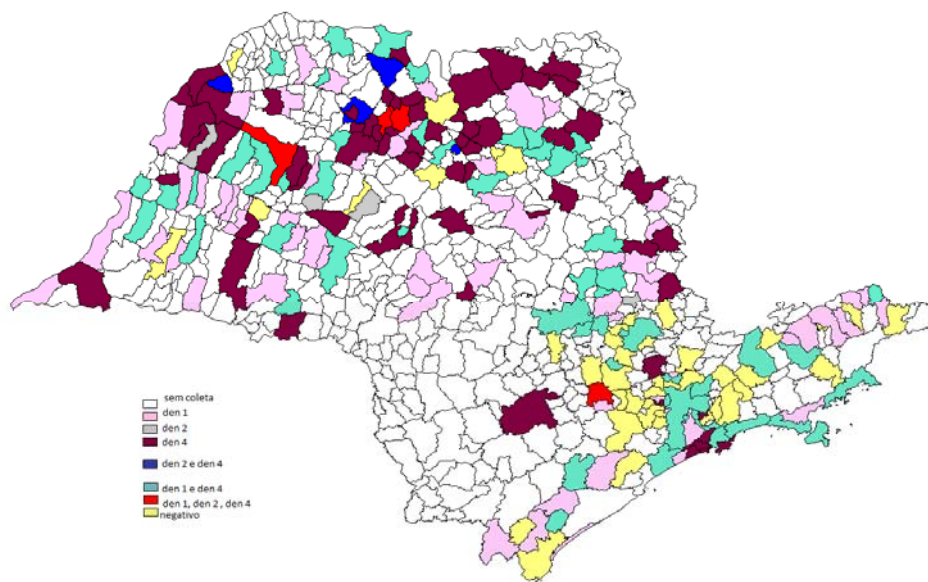 sem coleta
den 1
den 2
den 4
den 2 e den 4
den 1 e den 4
den 1, den 2 , den 4
negativo